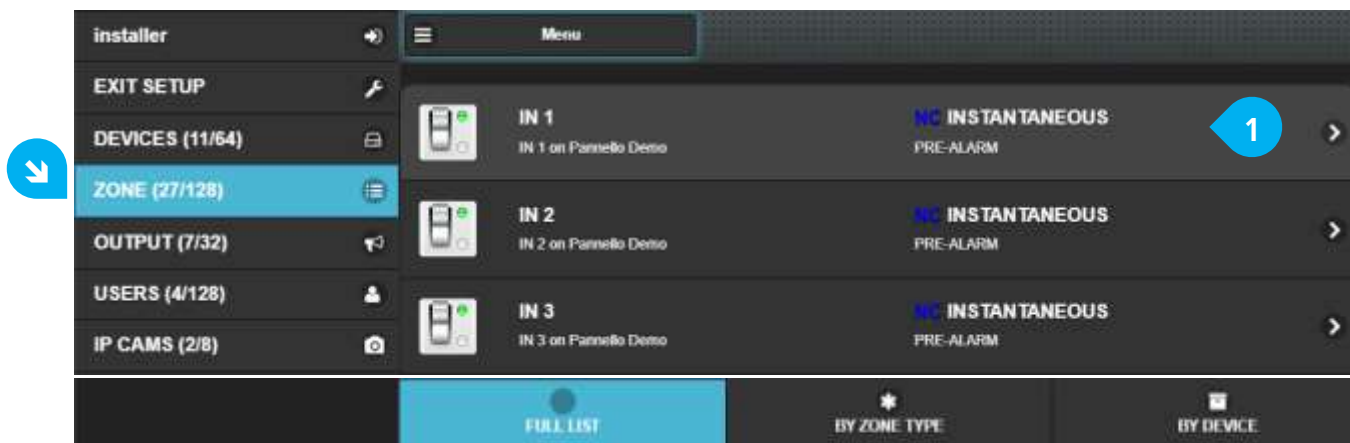 installer
Menu
EXIT SETUP
DEVICES (11/64)
ZONE (27/128)
OUTPUT (7/32)
USERS (4/128)
IP CAMS (2/8)
IN 1
NC INSTANTANEOUS
IN 1 on Pannello Demo
PRE-ALARM
1
IN 2
NC INSTANTANEOUS
IN 2 on Pannello Demo
PRE-ALARM
IN 3
NC INSTANTANEOUS
IN 3 on Pannello Demo
PRE-ALARM
FULL LIST
BY ZONE TYPE
BY DEVICE